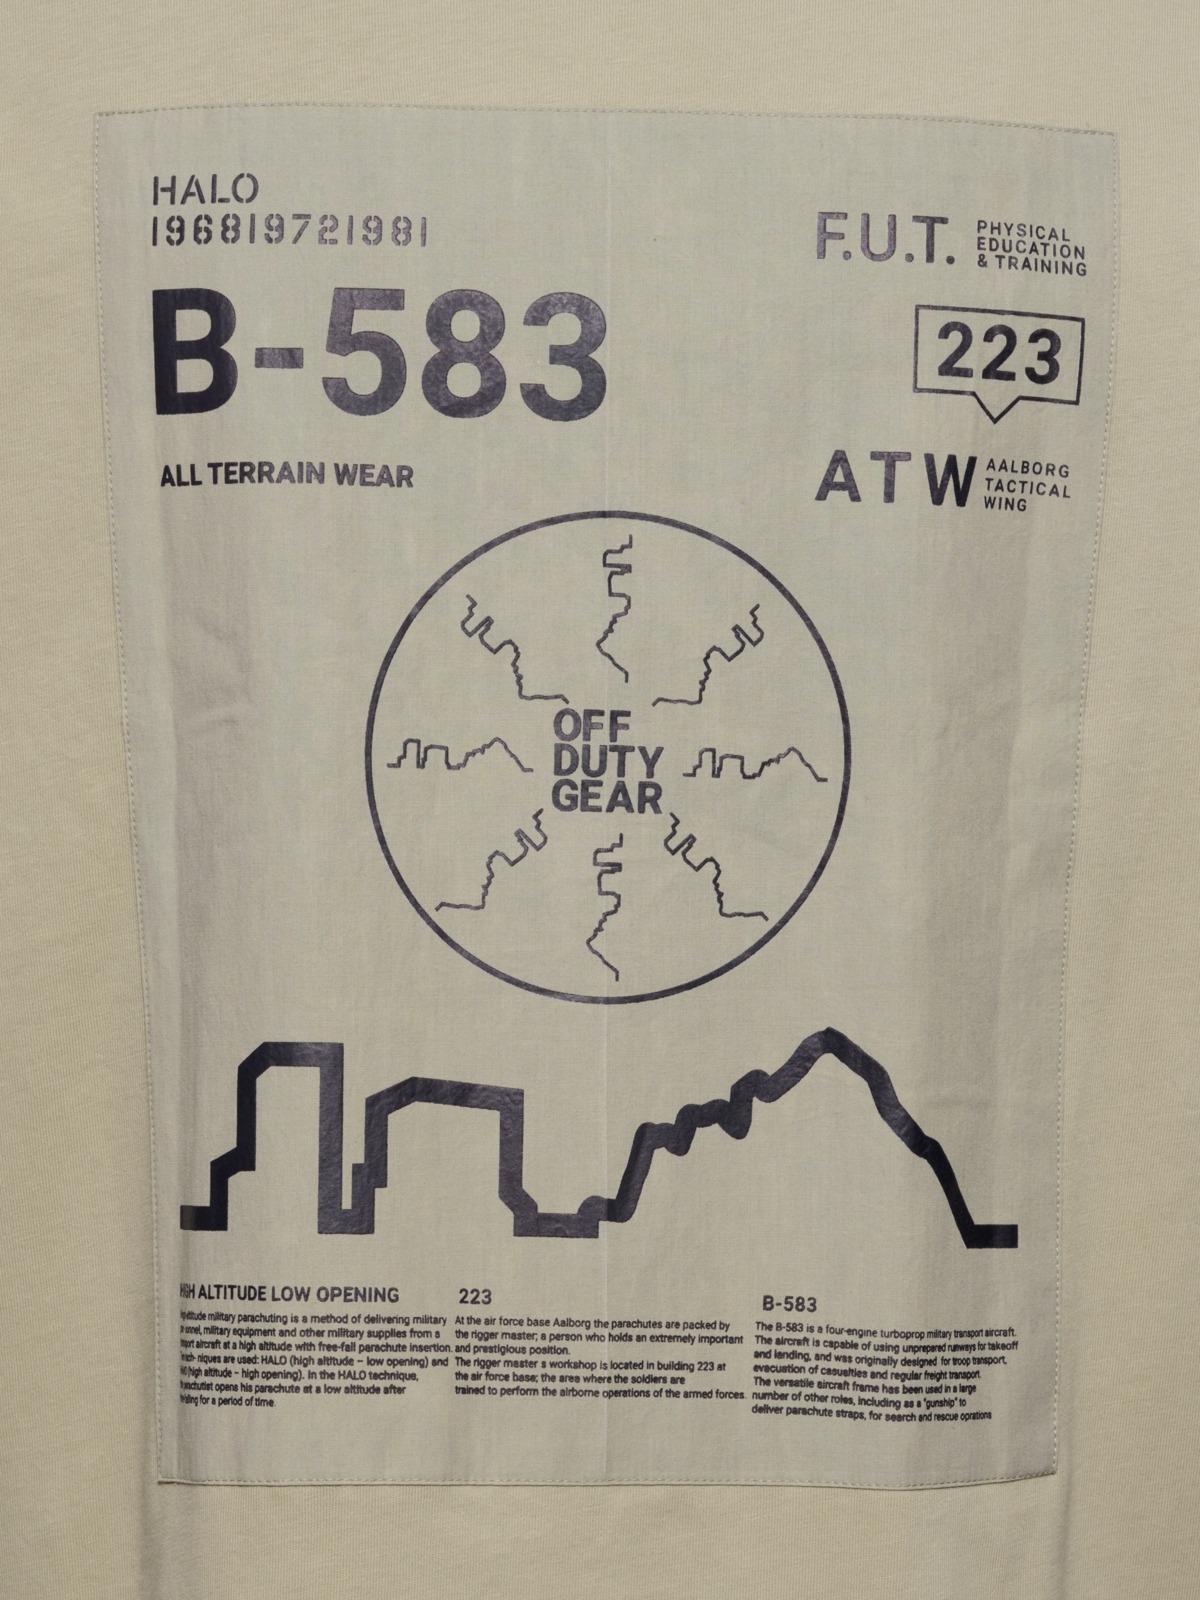 HALO
196819721981
B-583
ALL TERRAIN WEAR
F.U.T.
PHYSICAL
EDUCATION
& TRAINING
223
ATW
AALBORG
TACTICAL
WING
OFF
DUTY
GEAR
HIGH ALTITUDE LOW OPENING
military parachuting is a method of delivering military
military equipment and other military supplies from a
aircraft at a high altitude with free-fall parachute insertion.
niques are used: HALO (high altitude – low opening) and
(high altitude – high opening). In the HALO technique,
opens his parachute at a low altitude after
for a period of time.
223
At the air force base Aalborg the parachutes are packed by
the rigger master; a person who holds an extremely important
and prestigious position.
The rigger master s workshop is located in building 223 at
the air force base; the area where the soldiers are
trained to perform the airborne operations of the armed forces.
B-583
The B-583 is a four-engine turboprop military transport aircraft.
The aircraft is capable of using unprepared runways for takeoff
and landing, and was originally designed for troop transport,
evacuation of casualties and regular freight transport.
The versatile aircraft frame has been used in a large
number of other roles, including as a "gunship" to
deliver parachute straps, for search and rescue oprations